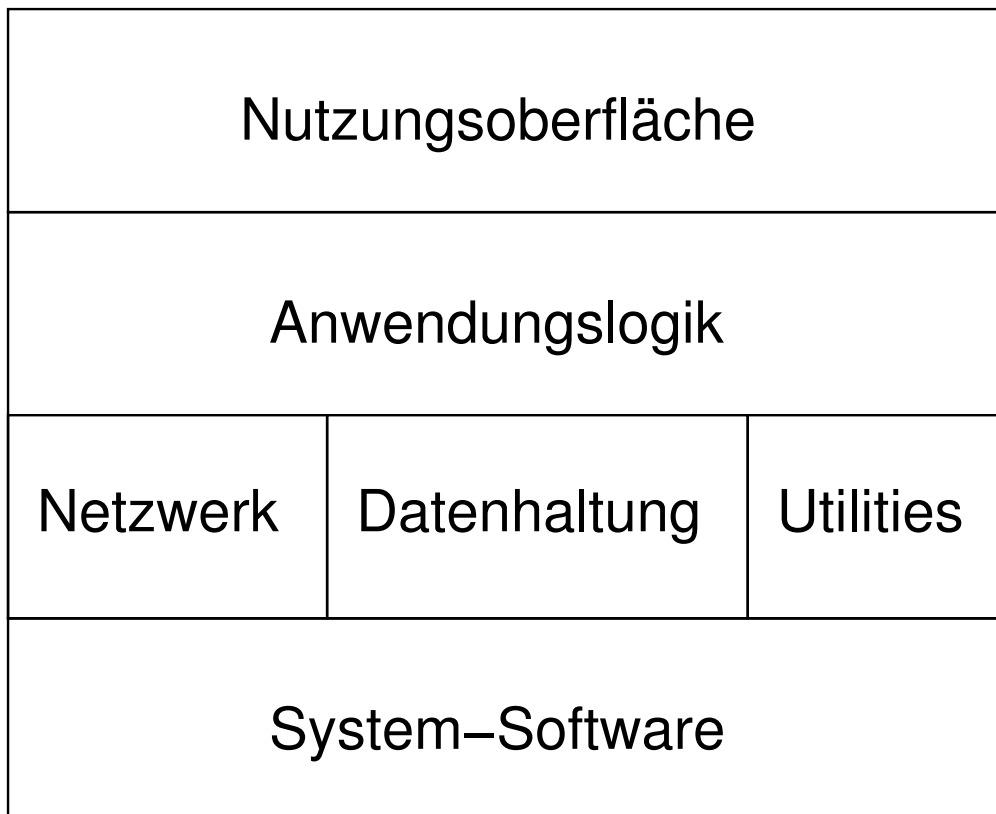 Nutzungsoberfläche
Anwendungslogik
Netzwerk Datenhaltung Utilities
System−Software